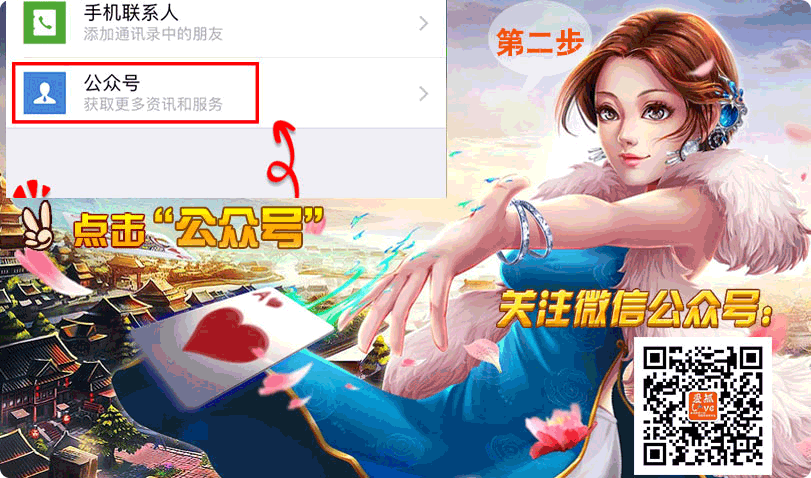 手机联系人
添加通讯录中的朋友
公众号
获取更多资讯和服务
第二步
点击“公众号”
A
关注微信公众号：